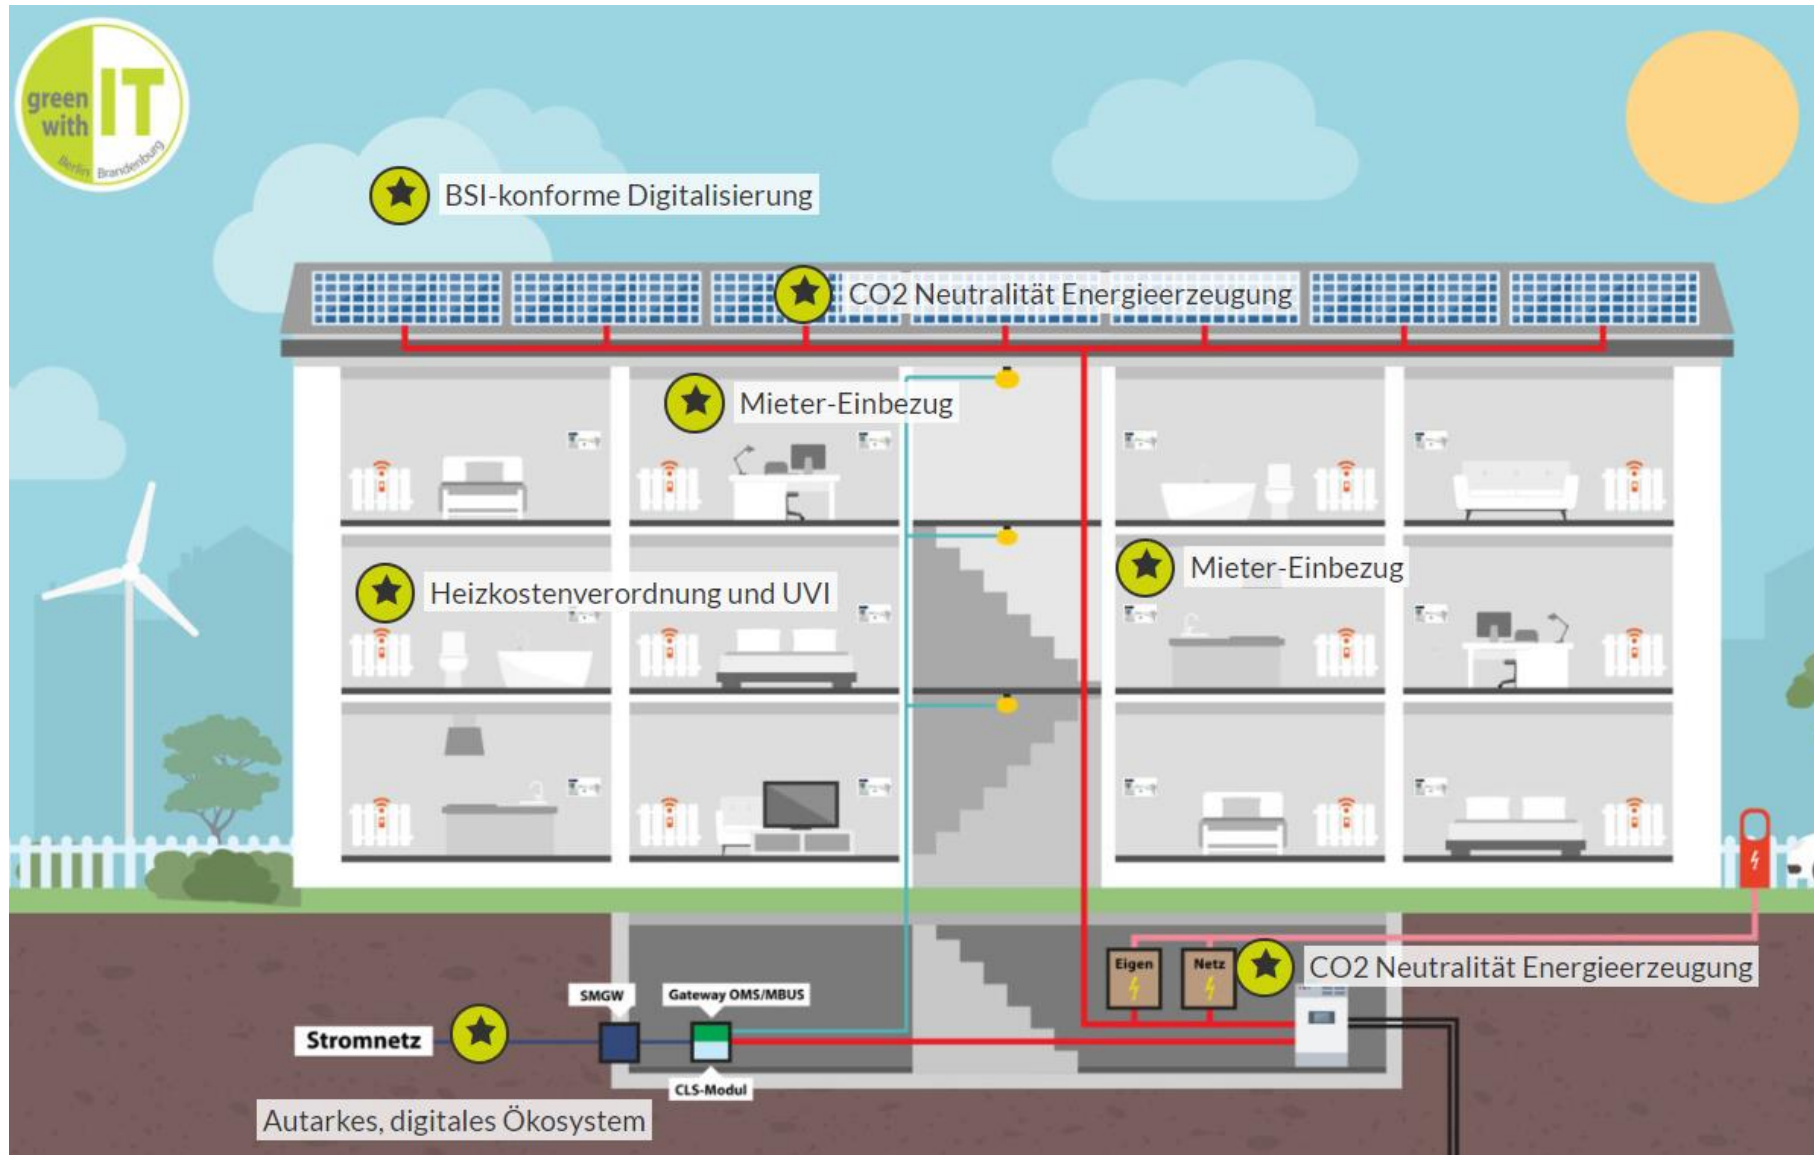 green
with
IT
Berlin Brandenburg
BSI-konforme Digitalisierung
CO2 Neutralität Energieerzeugung
Mieter-Einbezug
Mieter-Einbezug
Heizkostenverordnung und UVI
Eigen
Netz
CO2 Neutralität Energieerzeugung
SMGW
Gateway OMS/MBUS
Stromnetz
CLS-Modul
Autarkes, digitales Ökosystem